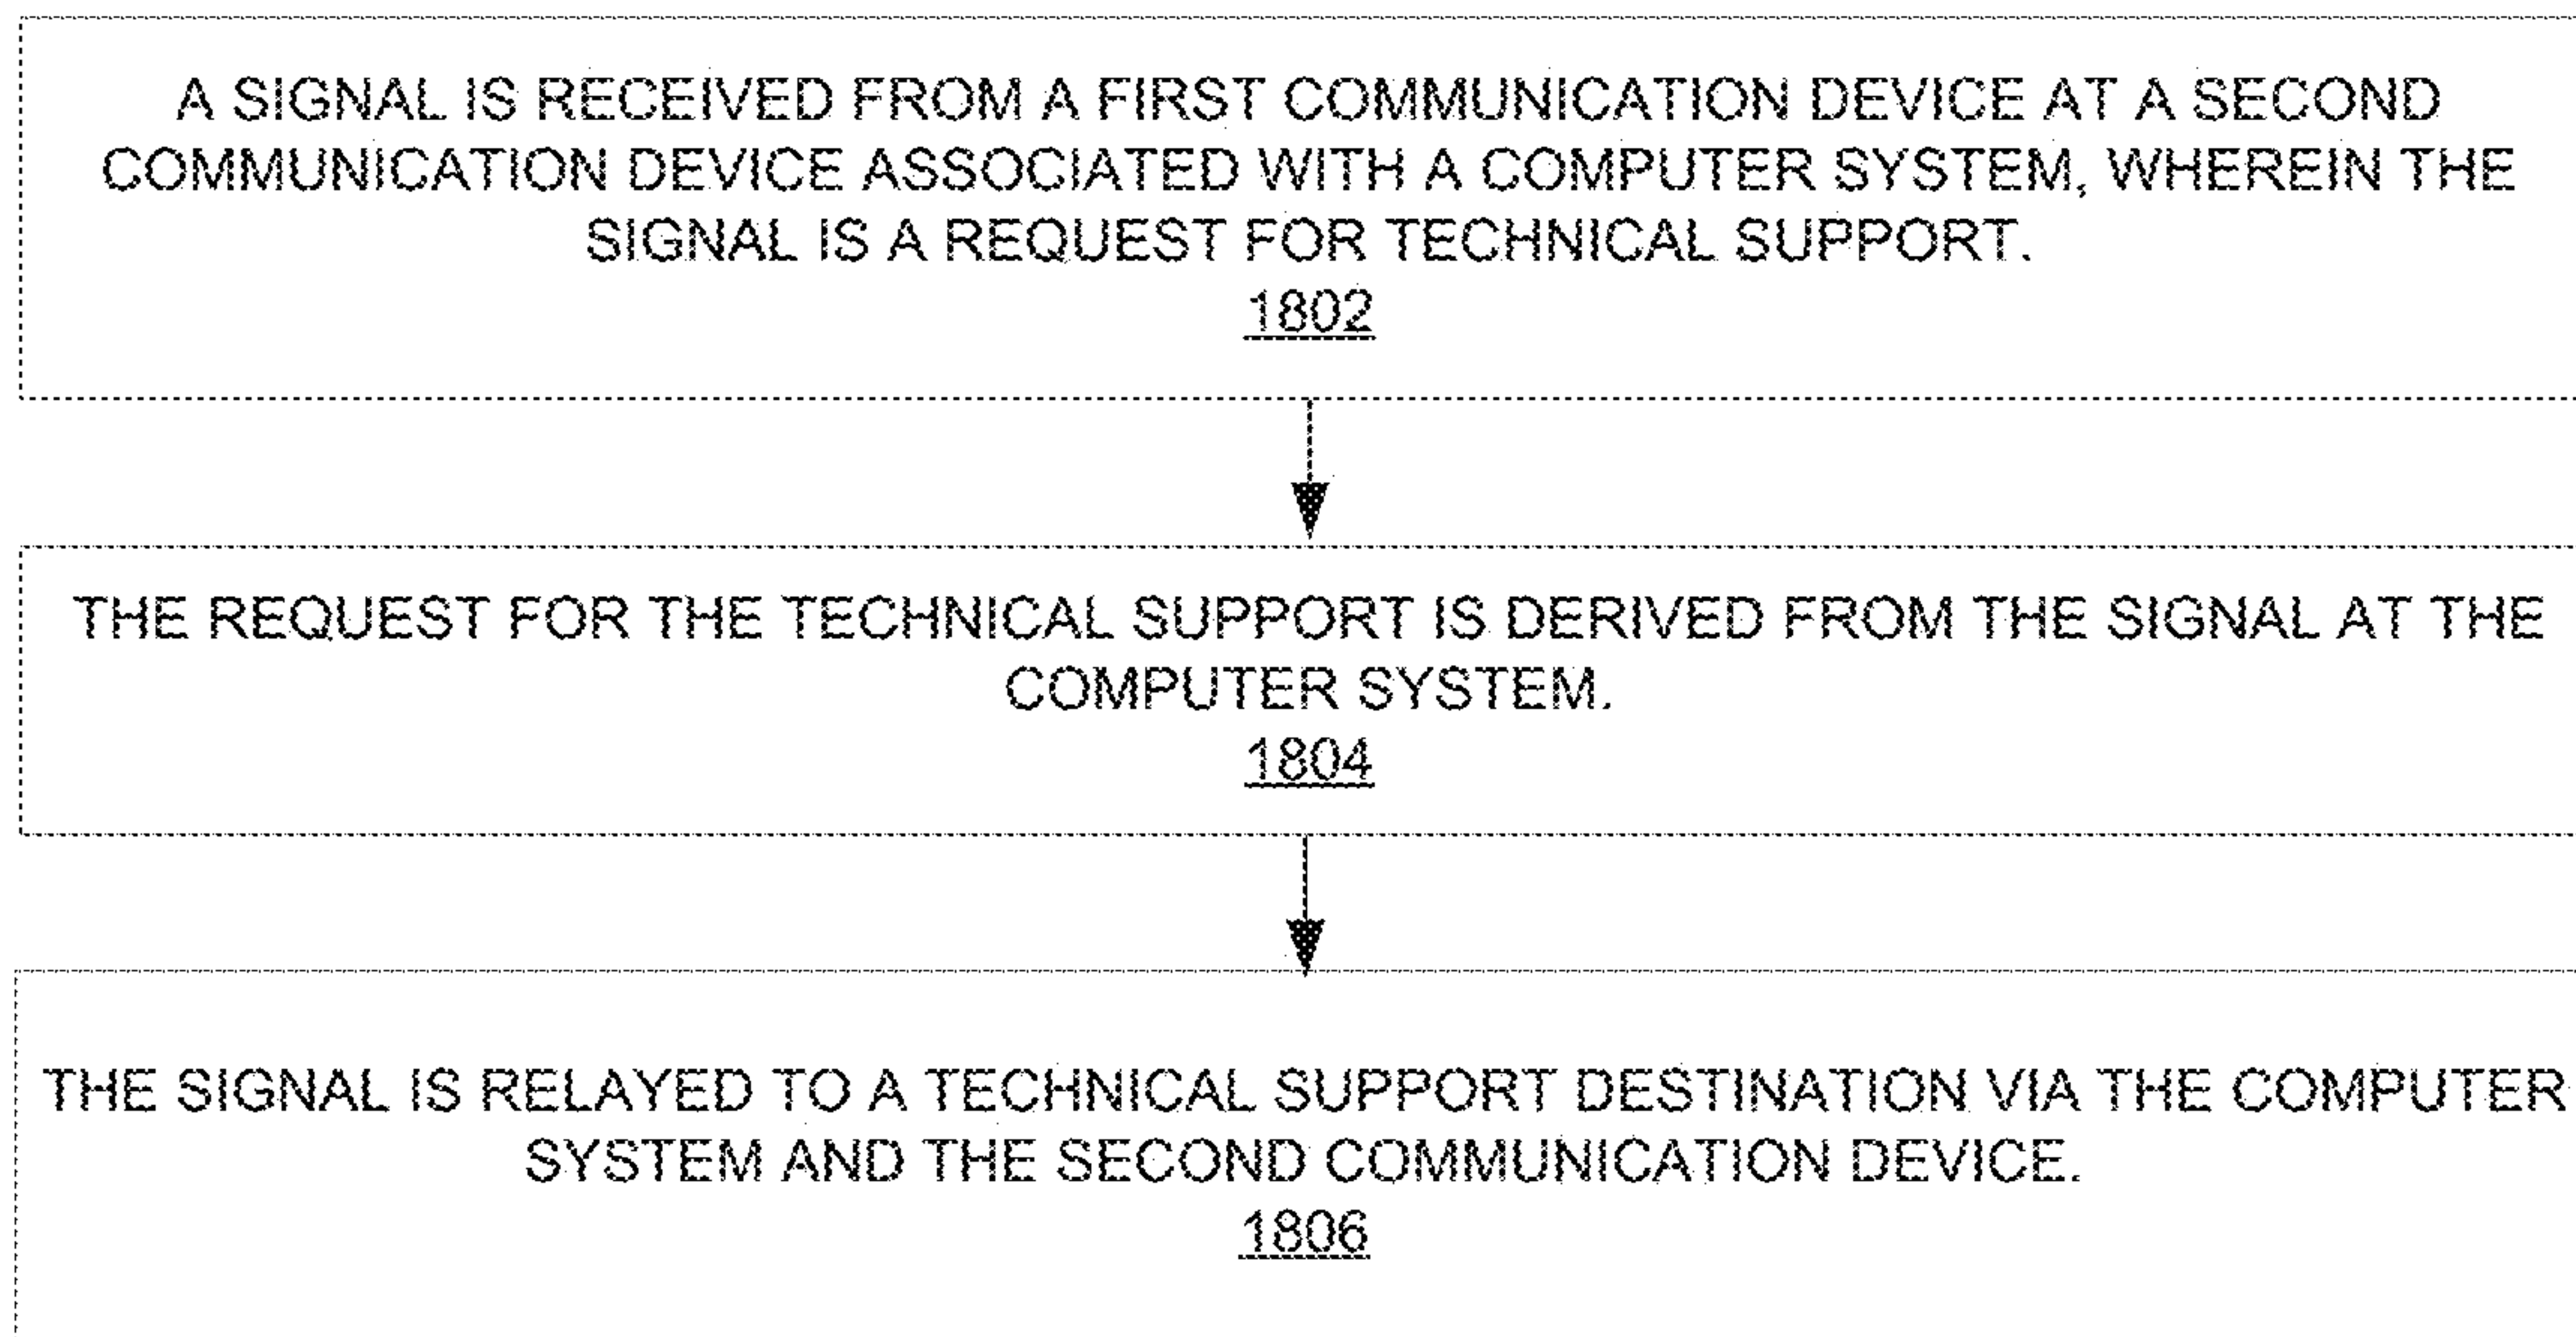 A SIGNAL IS RECEIVED FROM A FIRST COMMUNICATION DEVICE AT A SECOND
COMMUNICATION DEVICE ASSOCIATED WITH A COMPUTER SYSTEM, WHEREIN THE
SIGNAL IS A REQUEST FOR TECHNICAL SUPPORT.
1802
THE REQUEST FOR THE TECHNICAL SUPPORT IS DERIVED FROM THE SIGNAL AT THE
COMPUTER SYSTEM.
1804
THE SIGNAL IS RELAYED TO A TECHNICAL SUPPORT DESTINATION VIA THE COMPUTER
SYSTEM AND THE SECOND COMMUNICATION DEVICE.
1806